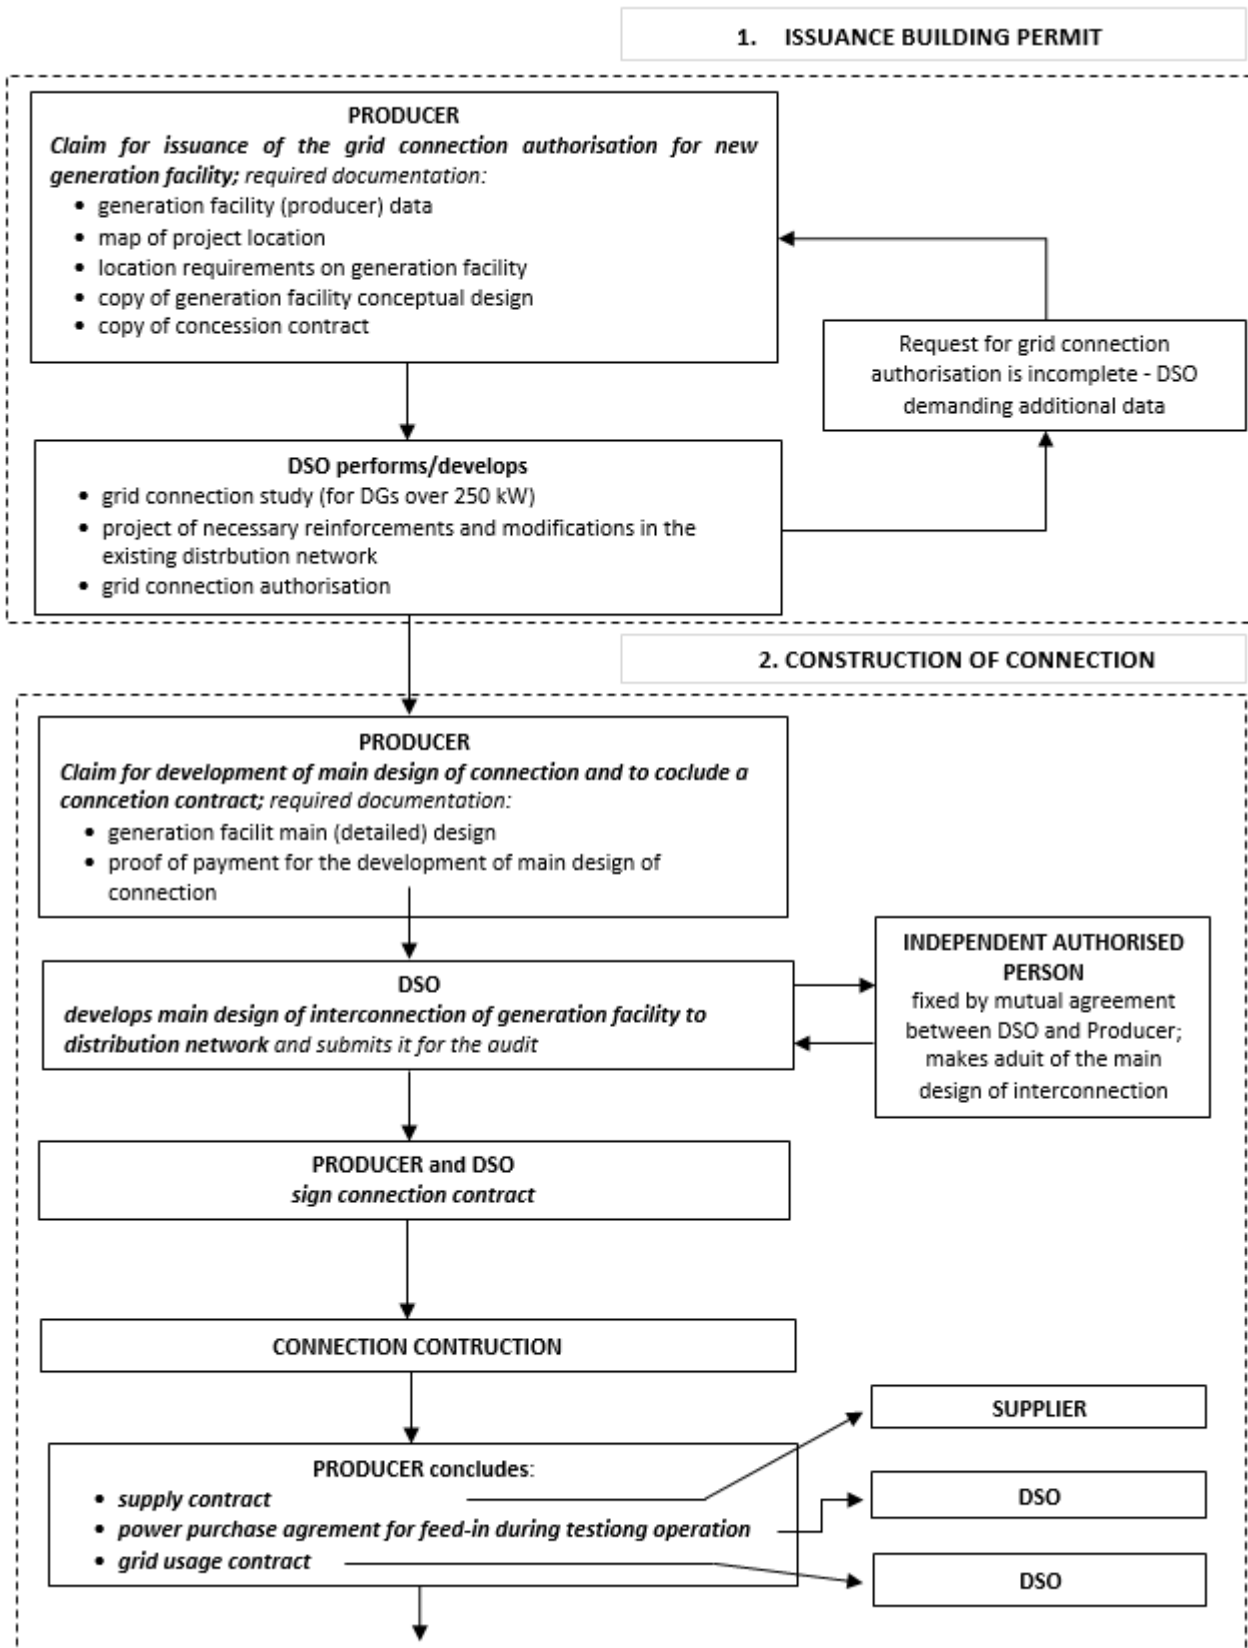 1. ISSUANCE BUILDING PERMIT
PRODUCER
Claim for issuance of the grid connection authorisation for new
generation facility; required documentation:
• generation facility (producer) data
• map of project location
• location requirements on generation facility
• copy of generation facility conceptual design
• copy of concession contract
Request for grid connection
authorisation is incomplete - DSO
demanding additional data
DSO performs/develops
• grid connection study (for DGs over 250 kW)
• project of necessary reinforcements and modifications in the
existing distrbution network
• grid connection authorisation
2. CONSTRUCTION OF CONNECTION
PRODUCER
Claim for development of main design of connection and to coclude a
conncetion contract; required documentation:
• generation facilit main (detailed) design
• proof of payment for the development of main design of
connection
DSO
develops main design of interconnection of generation facility to
distribution network and submits it for the audit
INDEPENDENT AUTHORISED
PERSON
fixed by mutual agreement
between DSO and Producer;
makes aduit of the main
design of interconnection
PRODUCER and DSO
sign connection contract
CONNECTION CONTRUCTION
PRODUCER concludes:
• supply contract
• power purchase agrement for feed-in during testiong operation
• grid usage contract
SUPPLIER
DSO
DSO